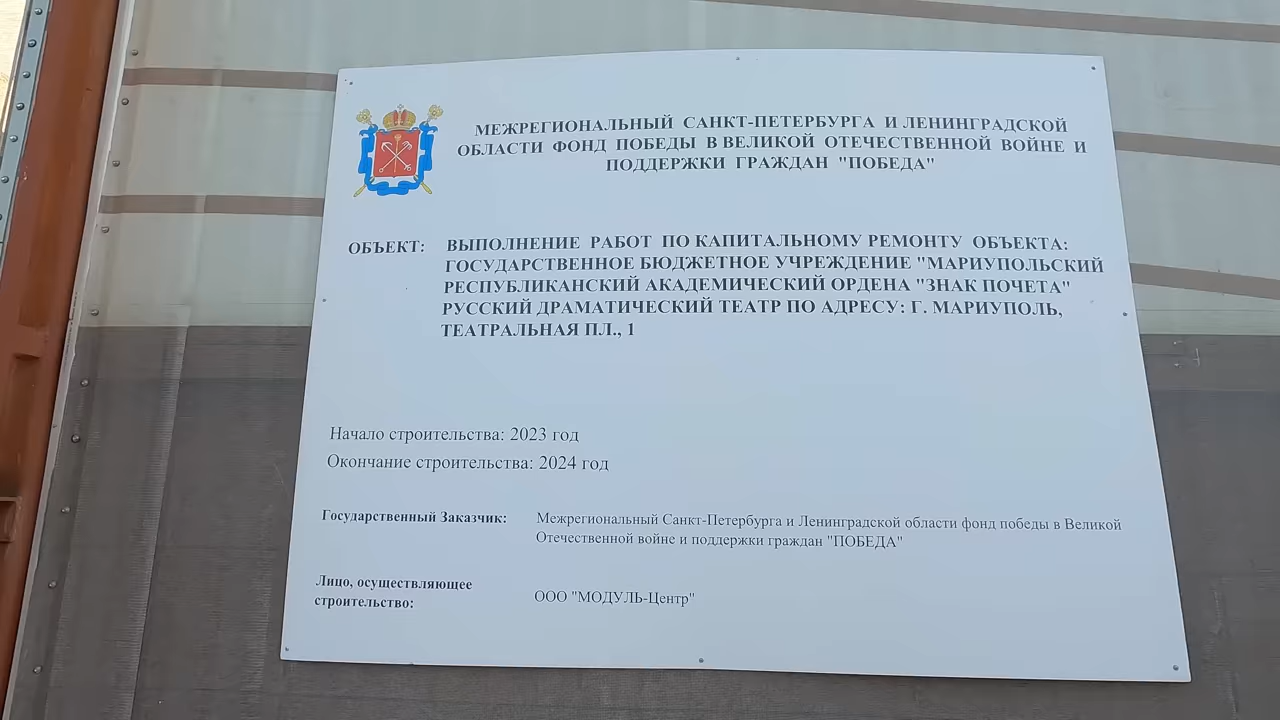 МЕЖРЕГИОНАЛЬНЫЙ САНКТ-ПЕТЕРБУРГА И ЛЕНИНГРАДСКОЙ
ОБЛАСТИ ФОНД ПОБЕДЫ В ВЕЛИКОЙ ОТЕЧЕСТВЕННОЙ ВОЙНЕ И
ПОДДЕРЖКИ ГРАЖДАН "ПОБЕДА"
ОБЪЕКТ: ВЫПОЛНЕНИЕ РАБОТ ПО КАПИТАЛЬНОМУ РЕМОНТУ ОБЪЕКТА:
ГОСУДАРСТВЕННОЕ БЮДЖЕТНОЕ УЧРЕЖДЕНИЕ "МАРИУПОЛЬСКИЙ
РЕСПУБЛИКАНСКИЙ АКАДЕМИЧЕСКИЙ ОРДЕНА "ЗНАК ПОЧЕТА"
РУССКИЙ ДРАМАТИЧЕСКИЙ ТЕАТР ПО АДРЕСУ: Г. МАРИУПОЛЬ,
ТЕАТРАЛЬНАЯ ПЛ., 1
Начало строительства: 2023 год
Окончание строительства: 2024 год
Государственный Заказчик: Межрегиональный Санкт-Петербурга и Ленинградской области фонд победы в Великой
Отечественной войне и поддержки граждан "ПОБЕДА"
Лицо, осуществляющее
строительство: ООО "МОДУЛЬ-Центр"